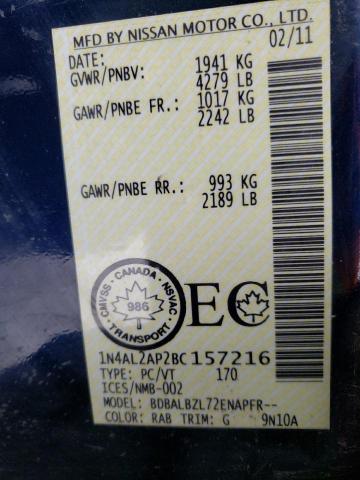 MFD BY NISSAN MOTOR CO., LTD.
DATE: 02/11
GVWR/PNBV: 1941 KG
4279 LB
GAWR/PNBE FR.: 1017 KG
2242 LB
GAWR/PNBE RR.: 993 KG
2189 LB
CANADA
CMVSS NSVAC
986
TRANSPORT
EC
1N4AL2AP2BC157216
TYPE: PC/VT 170
ICES/NMB-002
MODEL: BDBALBZL72ENAPFR--
COLOR: RAB TRIM: G 9N10A